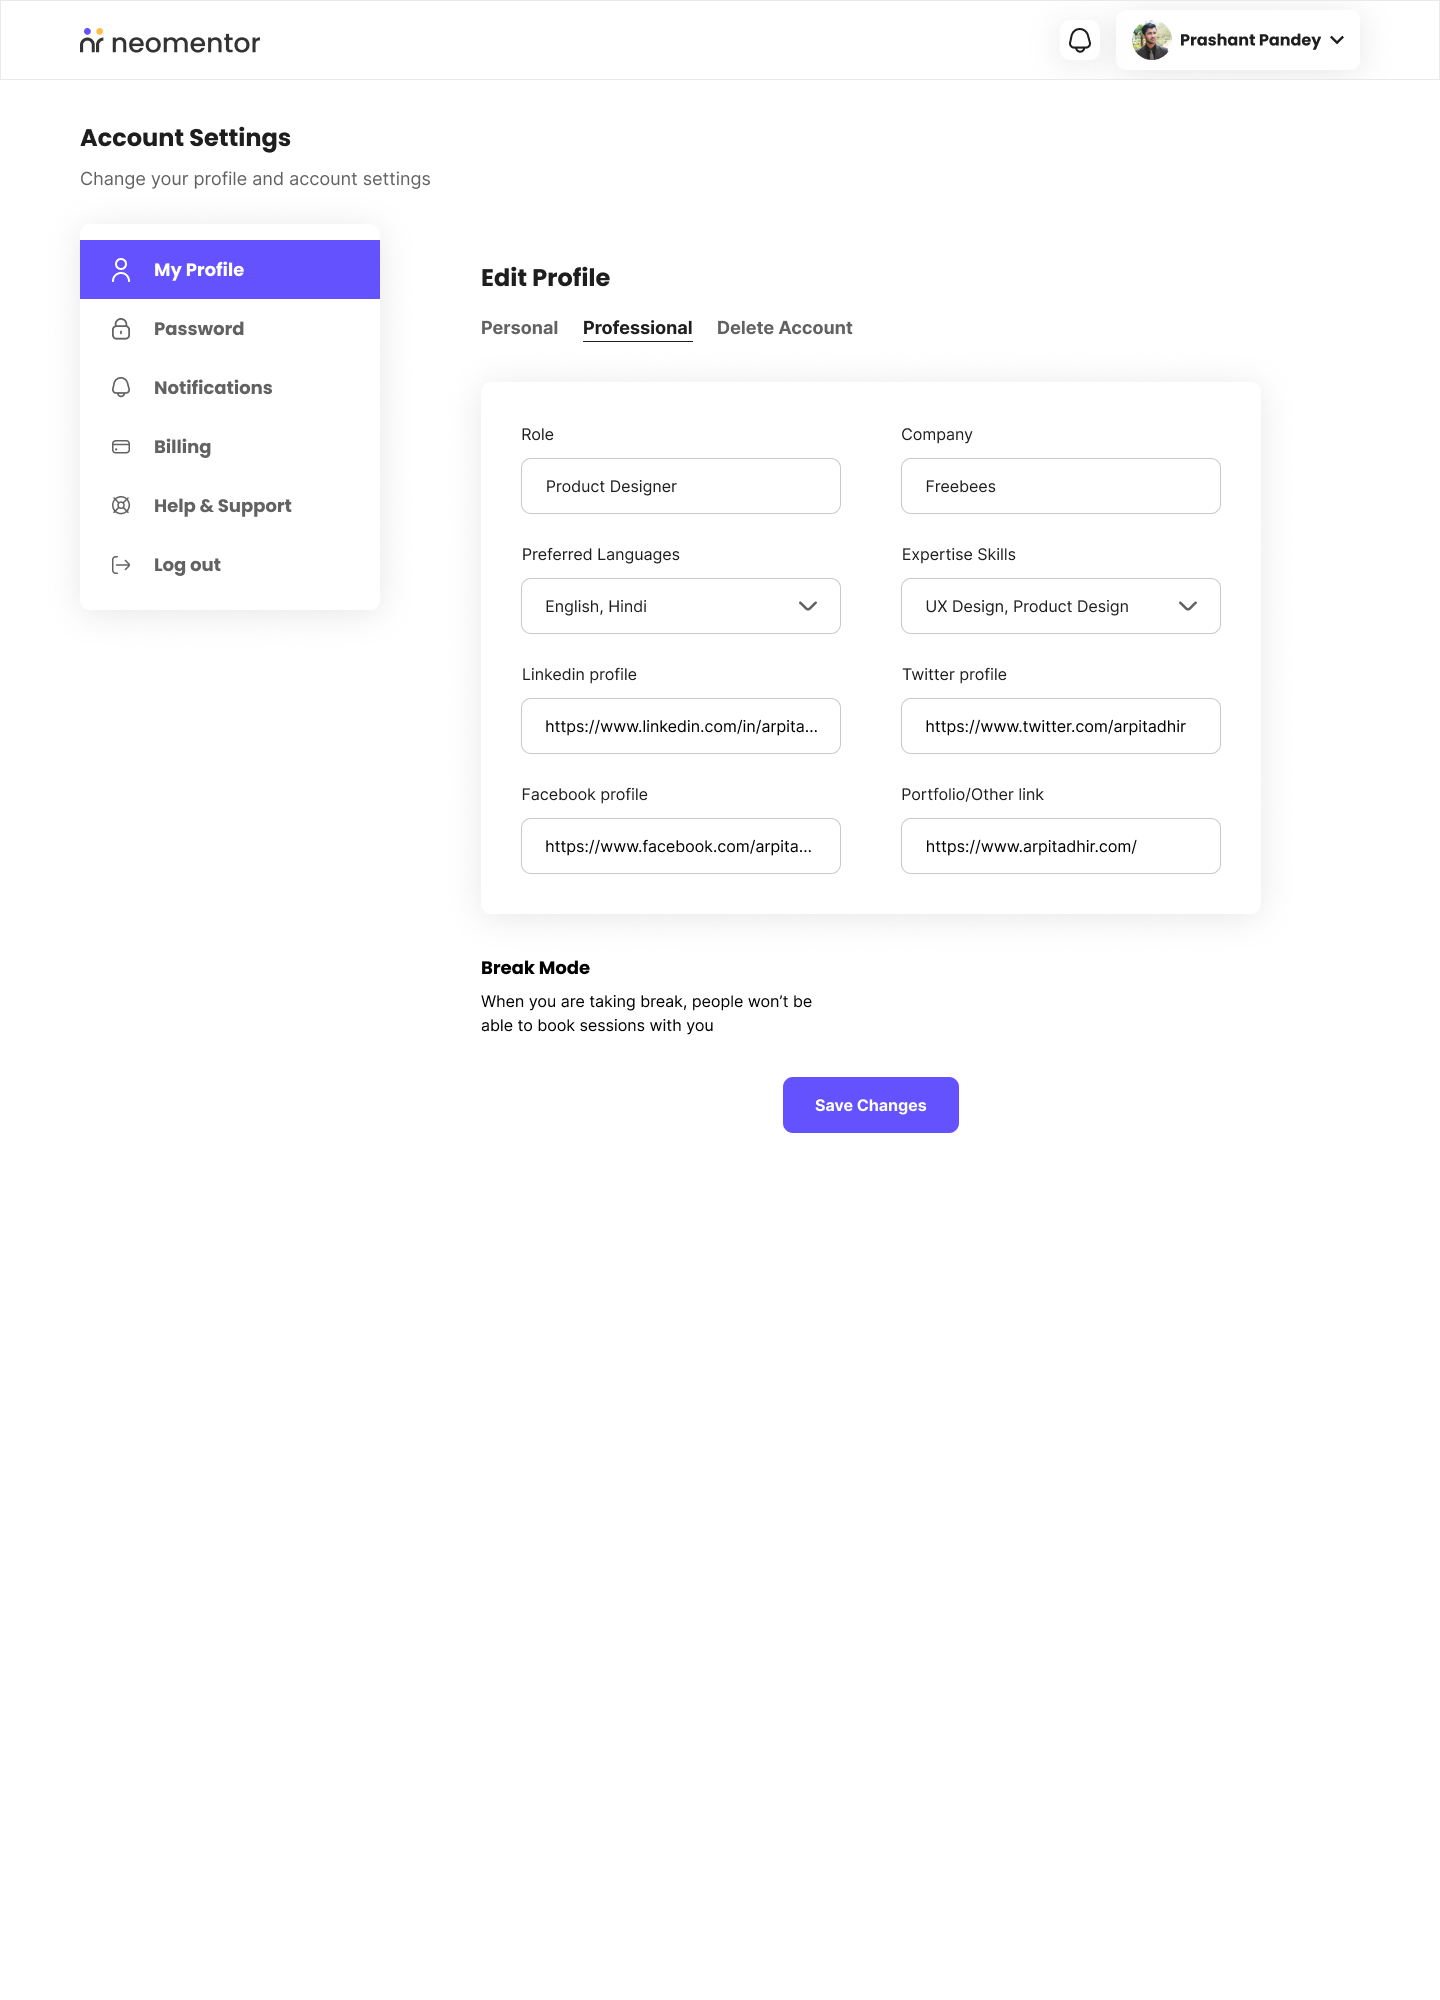 neomentor
Prashant Pandey
Account Settings
Change your profile and account settings
My Profile
Password
Notifications
Billing
Help & Support
Log out
Edit Profile
Personal Professional Delete Account
Role Company
Product Designer Freebees
Preferred Languages Expertise Skills
English, Hindi UX Design, Product Design
Linkedin profile Twitter profile
https://www.linkedin.com/in/arpita... https://www.twitter.com/arpitadhir
Facebook profile Portfolio/Other link
https://www.facebook.com/arpita... https://www.arpitadhir.com/
Break Mode
When you are taking break, people won’t be
able to book sessions with you
Save Changes